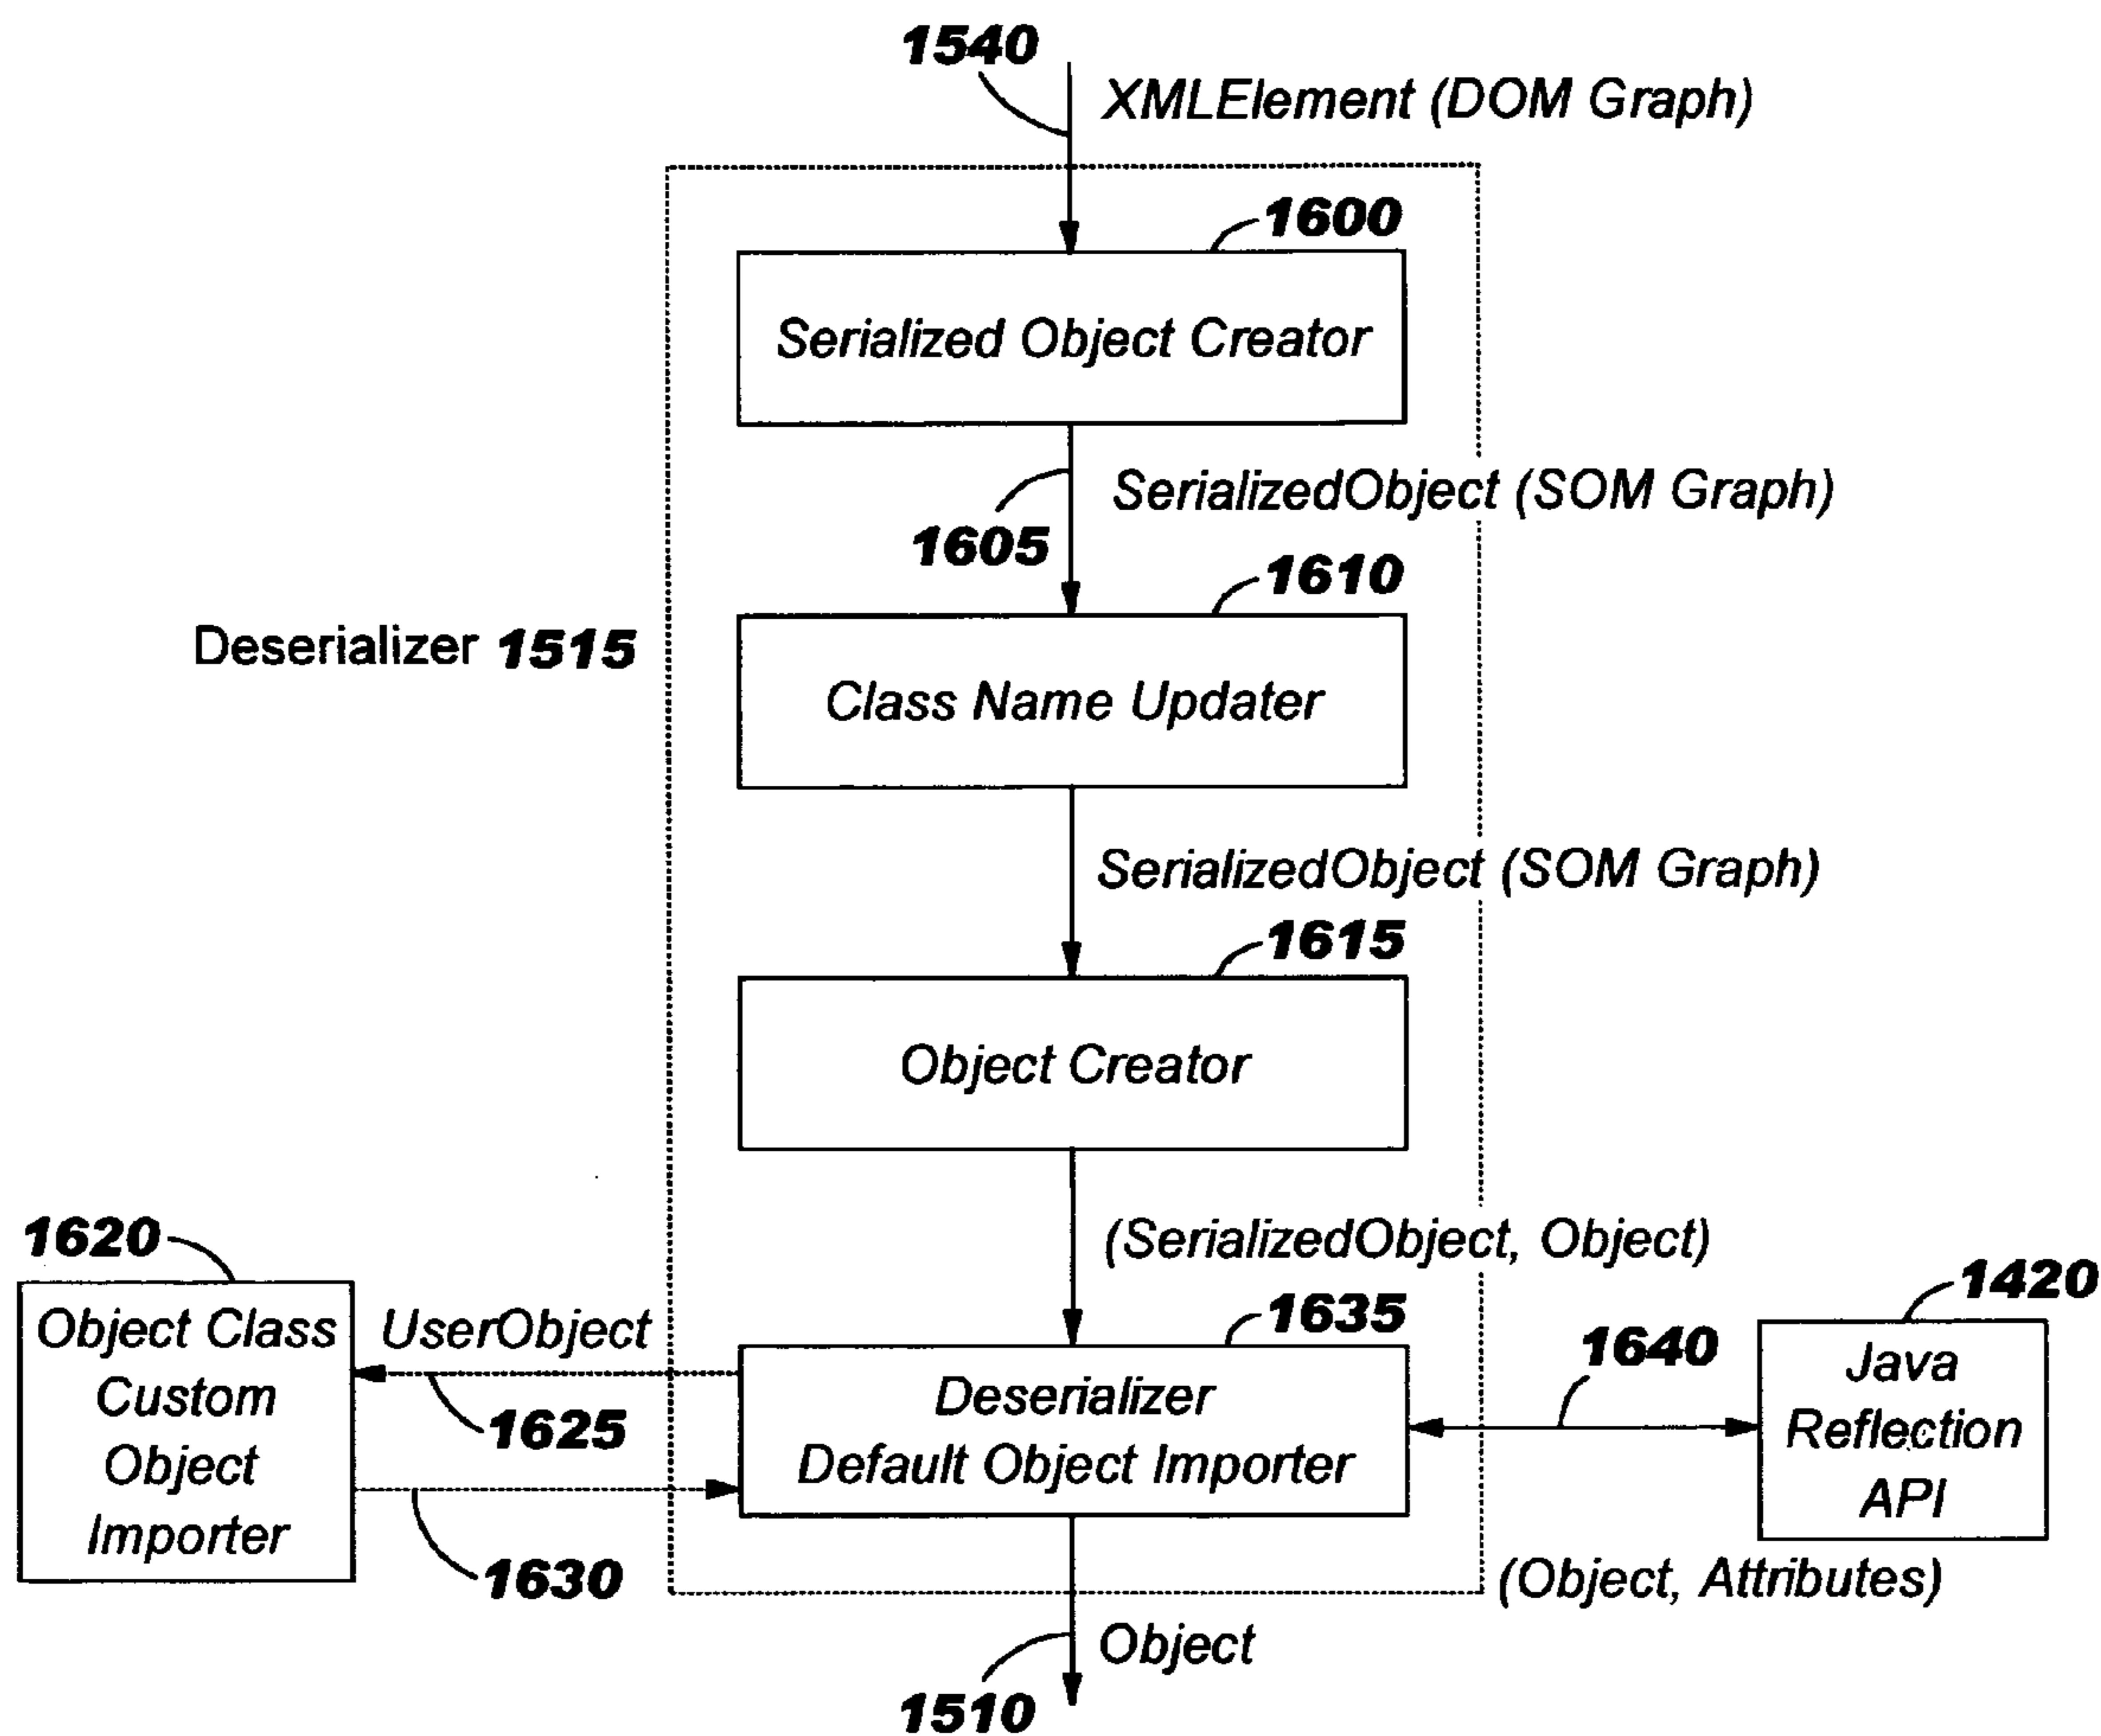 1540
XMLElement (DOM Graph)
1600
Serialized Object Creator
SerializedObject (SOM Graph)
1605
1610
Deserializer 1515
Class Name Updater
SerializedObject (SOM Graph)
1615
Object Creator
1620
(SerializedObject, Object)
1420
Object Class
Custom
Object
Importer
UserObject
1625
1630
1635
Deserializer
Default Object Importer
1640
Java
Reflection
API
(Object, Attributes)
Object
1510